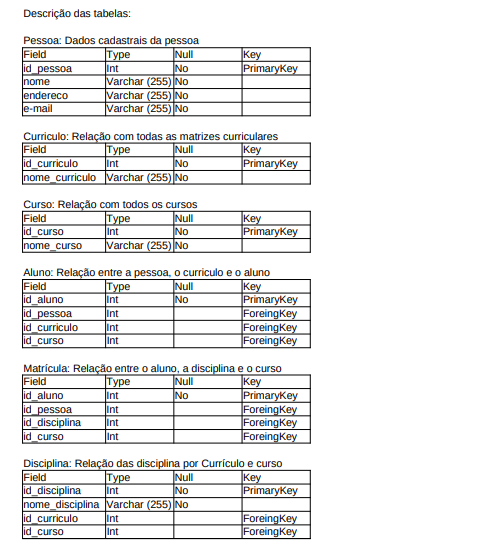 Descrição das tabelas:
Pessoa: Dados cadastrais da pessoa
Field Type Null Key
id_pessoa Int No PrimaryKey
nome Varchar (255) No
endereco Varchar (255) No
e-mail Varchar (255) No
Curriculo: Relação com todas as matrizes curriculares
Field Type Null Key
id_curriculo Int No PrimaryKey
nome_curriculo Varchar (255) No
Curso: Relação com todos os cursos
Field Type Null Key
id_curso Int No PrimaryKey
nome_curso Varchar (255) No
Aluno: Relação entre a pessoa, o curriculo e o aluno
Field Type Null Key
id_aluno Int No PrimaryKey
id_pessoa Int ForeingKey
id_curriculo Int ForeingKey
id_curso Int ForeingKey
Matrícula: Relação entre o aluno, a disciplina e o curso
Field Type Null Key
id_aluno Int No PrimaryKey
id_pessoa Int ForeingKey
id_disciplina Int ForeingKey
id_curso Int ForeingKey
Disciplina: Relação das disciplina por Currículo e curso
Field Type Null Key
id_disciplina Int No PrimaryKey
nome_disciplina Varchar (255) No
id_curriculo Int ForeingKey
id_curso Int ForeingKey